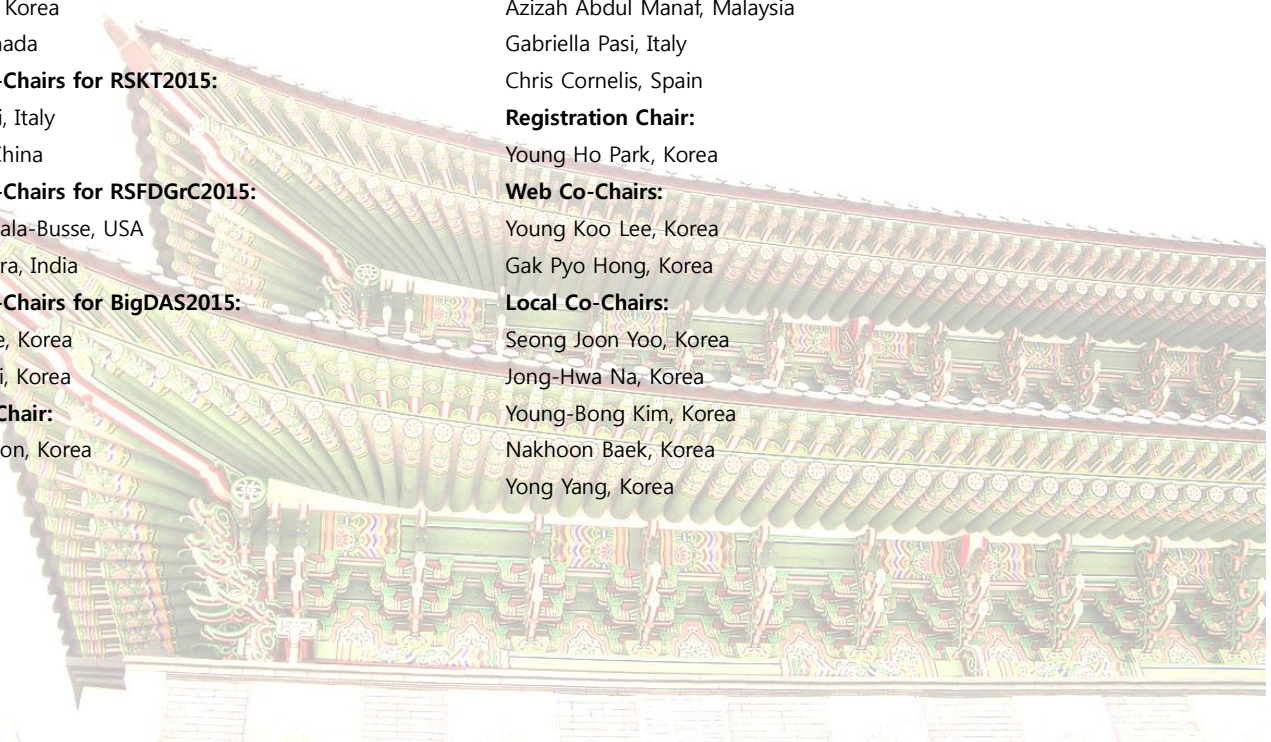 Korea
-Chairs for RSKT2015:
, Italy
China
-Chairs for RSFDGrC2015:
ala-Busse, USA
ra, India
-Chairs for BigDAS2015:
e, Korea
i, Korea
Chair:
on, Korea
Azizah Abdul Manaf, Malaysia
Gabriella Pasi, Italy
Chris Cornelis, Spain
Registration Chair:
Young Ho Park, Korea
Web Co-Chairs:
Young Koo Lee, Korea
Gak Pyo Hong, Korea
Local Co-Chairs:
Seong Joon Yoo, Korea
Jong-Hwa Na, Korea
Young-Bong Kim, Korea
Nakhoon Baek, Korea
Yong Yang, Korea